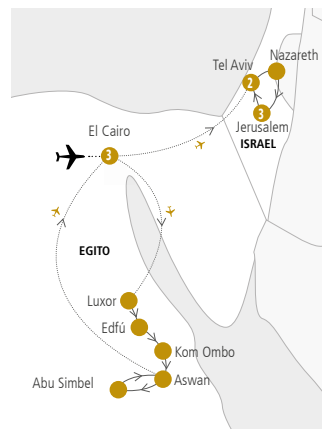 Nazareth
Tel Aviv
2
3
Jerusalem
ISRAEL
El Cairo
3
EGITO
Luxor
Edfú
Kom Ombo
Abu Simbel
Aswan